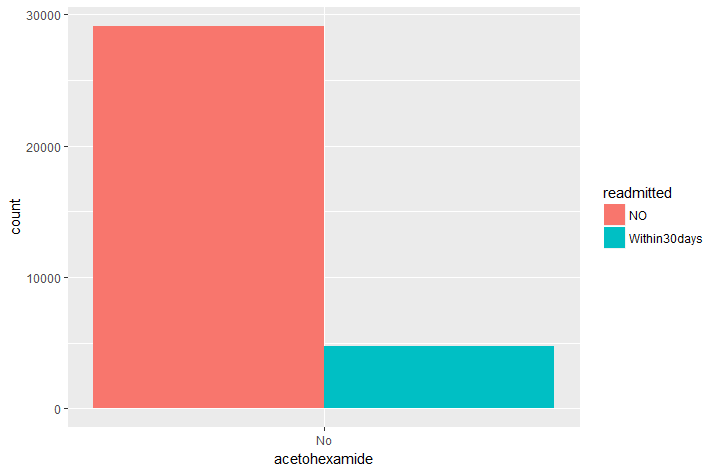 30000
20000
10000
0
count
No
acetohexamide
readmitted
NO
Within30days